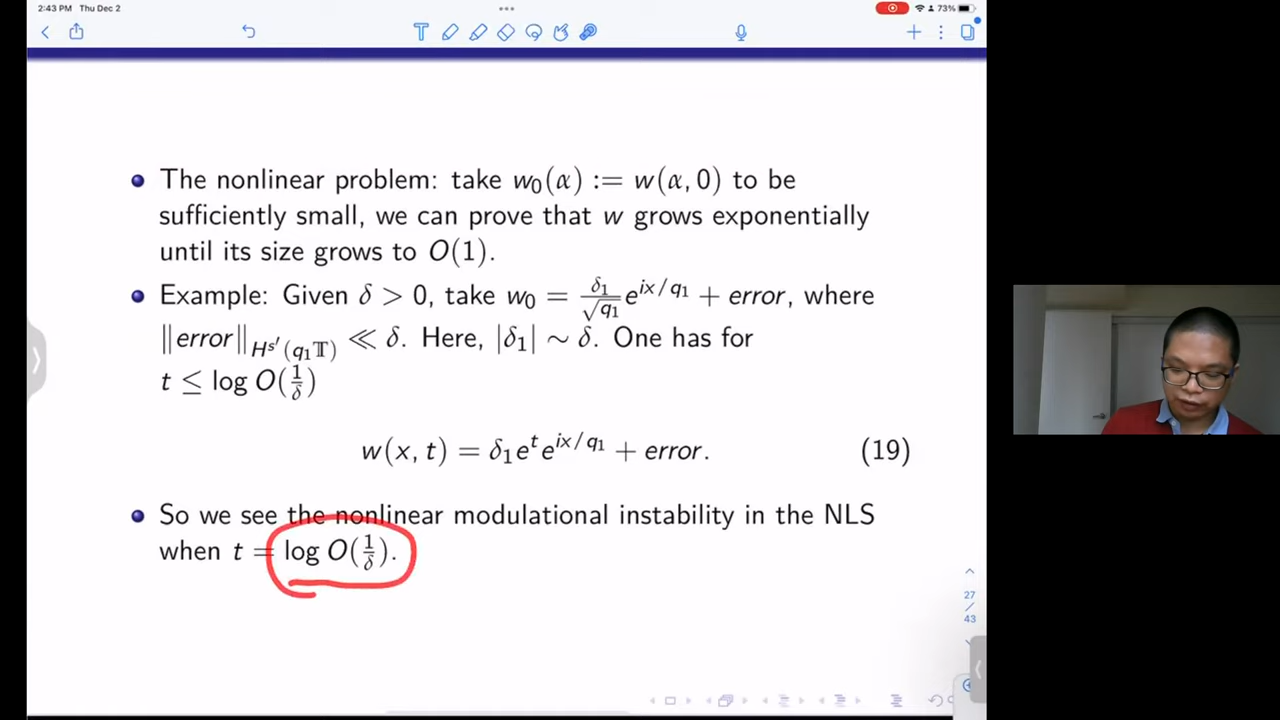 2:43 PM Thu Dec 2
73%
The nonlinear problem: take w₀(α) := w(α, 0) to be
sufficiently small, we can prove that w grows exponentially
until its size grows to O(1).
Example: Given δ > 0, take w₀ = δ₁/√q₁ e^{ix/q₁} + error, where
‖error‖_{H^{s′}(q₁𝕋)} ≪ δ. Here, |δ₁| ∼ δ. One has for
t ≤ log O(1/δ)
w(x, t) = δ₁e^t e^{ix/q₁} + error. (19)
So we see the nonlinear modulational instability in the NLS
when t = log O(1/δ).
27
/
43